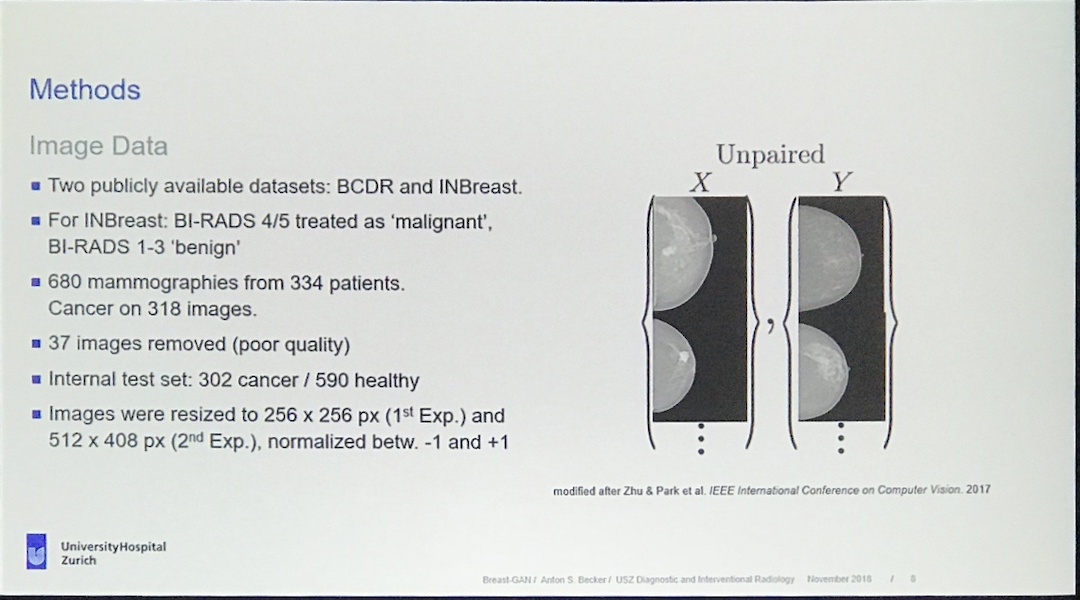 Methods
Image Data
Two publicly available datasets: BCDR and INBreast.
For INBreast: BI-RADS 4/5 treated as ‘malignant’,
BI-RADS 1-3 ‘benign’
680 mammographies from 334 patients.
Cancer on 318 images.
37 images removed (poor quality)
Internal test set: 302 cancer / 590 healthy
Images were resized to 256 x 256 px (1st Exp.) and
512 x 408 px (2nd Exp.), normalized betw. -1 and +1
Unpaired
X Y
modified after Zhu & Park et al. IEEE International Conference on Computer Vision. 2017
UniversityHospital
Zurich
Breast-GAN / Anton S. Becker / USZ Diagnostic and Interventional Radiology November 2018 / 8